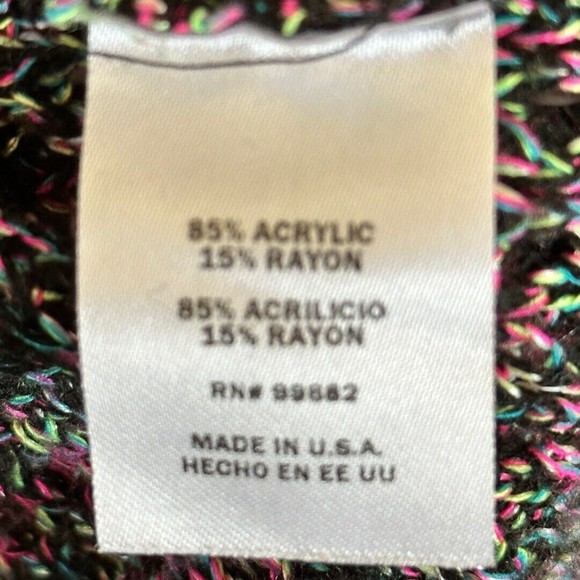 85% ACRYLIC
15% RAYON
85% ACRILICIO
15% RAYON
RN# 99682
MADE IN U.S.A.
HECHO EN EE UU